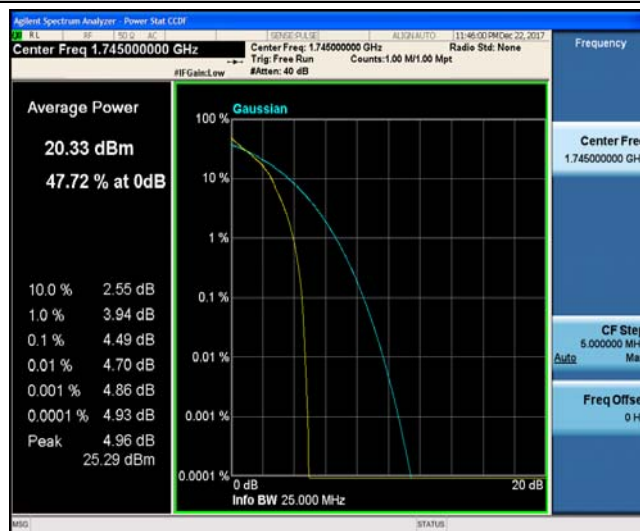 Agilent Spectrum Analyzer - Power Stat CCDF
RL RF 50 Ω AC SENSE:PULSE ALIGN AUTO 11:46:00 PM Dec 22, 2017
Center Freq 1.745000000 GHz
Center Freq: 1.745000000 GHz Radio Std: None
Trig: Free Run Counts:1.00 M/1.00 Mpt
#IFGain:Low #Atten: 40 dB
Average Power
20.33 dBm
47.72 % at 0dB
10.0 % 2.55 dB
1.0 % 3.94 dB
0.1 % 4.49 dB
0.01 % 4.70 dB
0.001 % 4.86 dB
0.0001 % 4.93 dB
Peak 4.96 dB
25.29 dBm
Gaussian
100 %
10 %
1 %
0.1 %
0.01 %
0.001 %
0.0001 %
0 dB 20 dB
Info BW 25.000 MHz
Frequency
Center Fre
1.745000000 GH
CF Ste
5.000000 MH
Auto Ma
Freq Offse
0 H
MSG STATUS